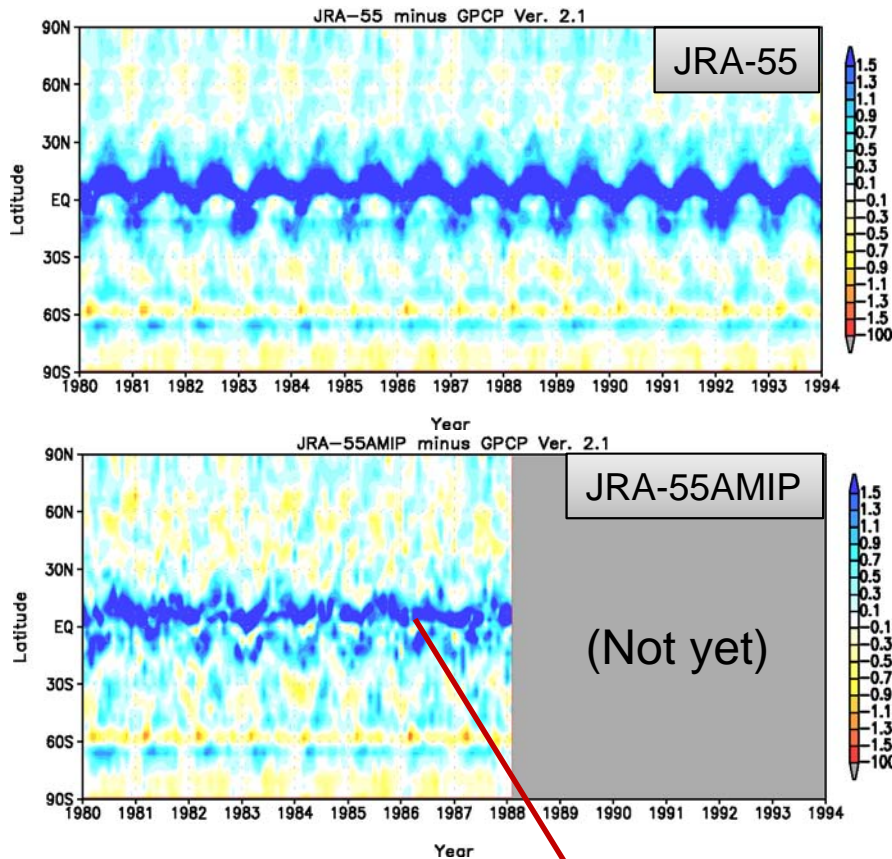 JRA-55 minus GPCP Ver. 2.1
JRA-55
90N
60N
30N
EQ
30S
60S
90S
Latitude
1980 1981 1982 1983 1984 1985 1986 1987 1988 1989 1990 1991 1992 1993 1994
Year
1.5
1.3
1.1
0.9
0.7
0.5
0.3
0.1
-0.1
-0.3
-0.5
-0.7
-0.9
-1.1
-1.3
-1.5
-100
JRA-55AMIP minus GPCP Ver. 2.1
JRA-55AMIP
(Not yet)
90N
60N
30N
EQ
30S
60S
90S
Latitude
1980 1981 1982 1983 1984 1985 1986 1987 1988 1989 1990 1991 1992 1993 1994
Year
1.5
1.3
1.1
0.9
0.7
0.5
0.3
0.1
-0.1
-0.3
-0.5
-0.7
-0.9
-1.1
-1.3
-1.5
-100